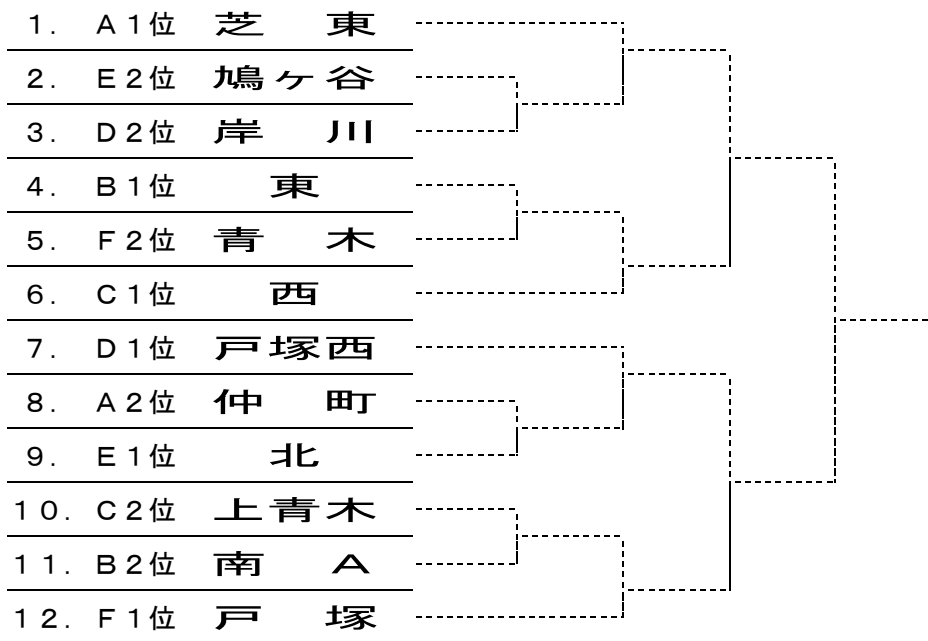 1. A1位 芝東
2. E2位 鳩ヶ谷
3. D2位 岸川
4. B1位 東
5. F2位 青木
6. C1位 西
7. D1位 戸塚西
8. A2位 仲町
9. E1位 北
10. C2位 上青木
11. B2位 南A
12. F1位 戸塚